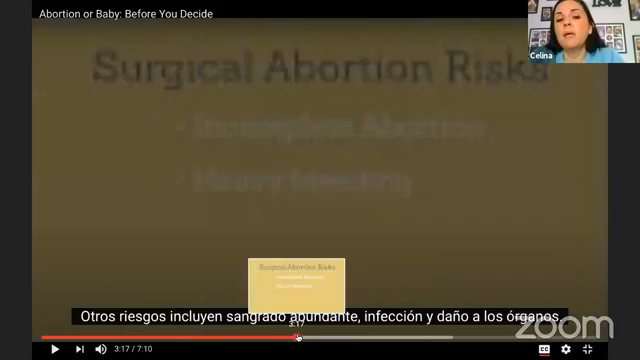 Abortion or Baby: Before You Decide
Celina
Surgical Abortion Risks
• Incomplete Abortion
• Heavy bleeding
Surgical Abortion Risks
Otros riesgos incluyen sangrado abundante, infección y daño a los órganos.
3:17
3:17 / 7:10
CC
zoom